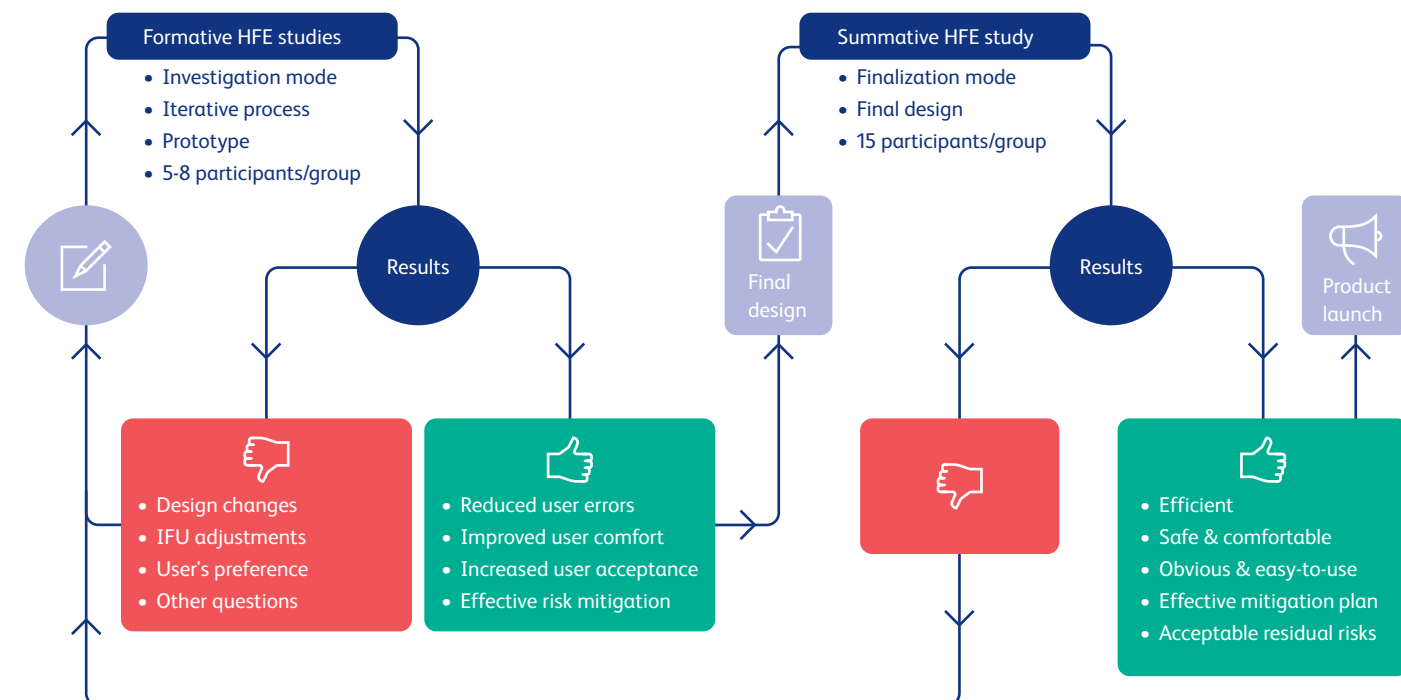 Formative HFE studies
• Investigation mode
• Iterative process
• Prototype
• 5-8 participants/group
Results
• Design changes
• IFU adjustments
• User's preference
• Other questions
• Reduced user errors
• Improved user comfort
• Increased user acceptance
• Effective risk mitigation
Final
design
Summative HFE study
• Finalization mode
• Final design
• 15 participants/group
Results
• Efficient
• Safe & comfortable
• Obvious & easy-to-use
• Effective mitigation plan
• Acceptable residual risks
Product
launch